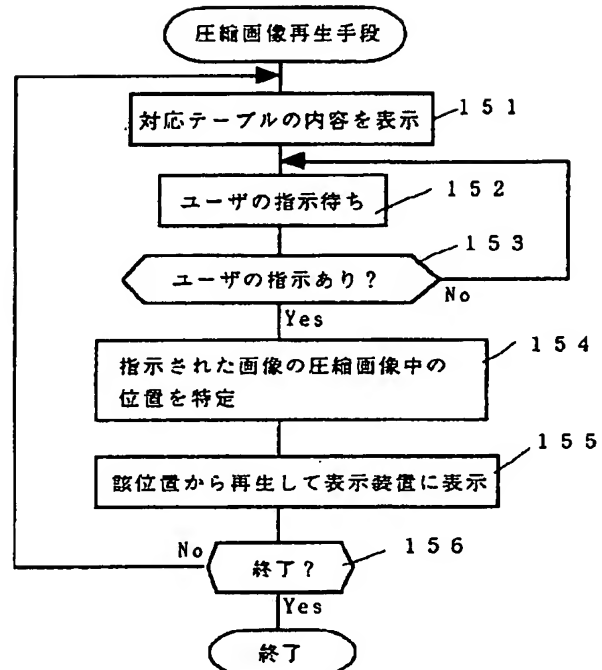 圧縮画像再生手段
対応テーブルの内容を表示
151
ユーザの指示待ち
152
ユーザの指示あり?
153
No
Yes
指示された画像の圧縮画像中の
位置を特定
154
該位置から再生して表示装置に表示
155
No
終了?
156
Yes
終了